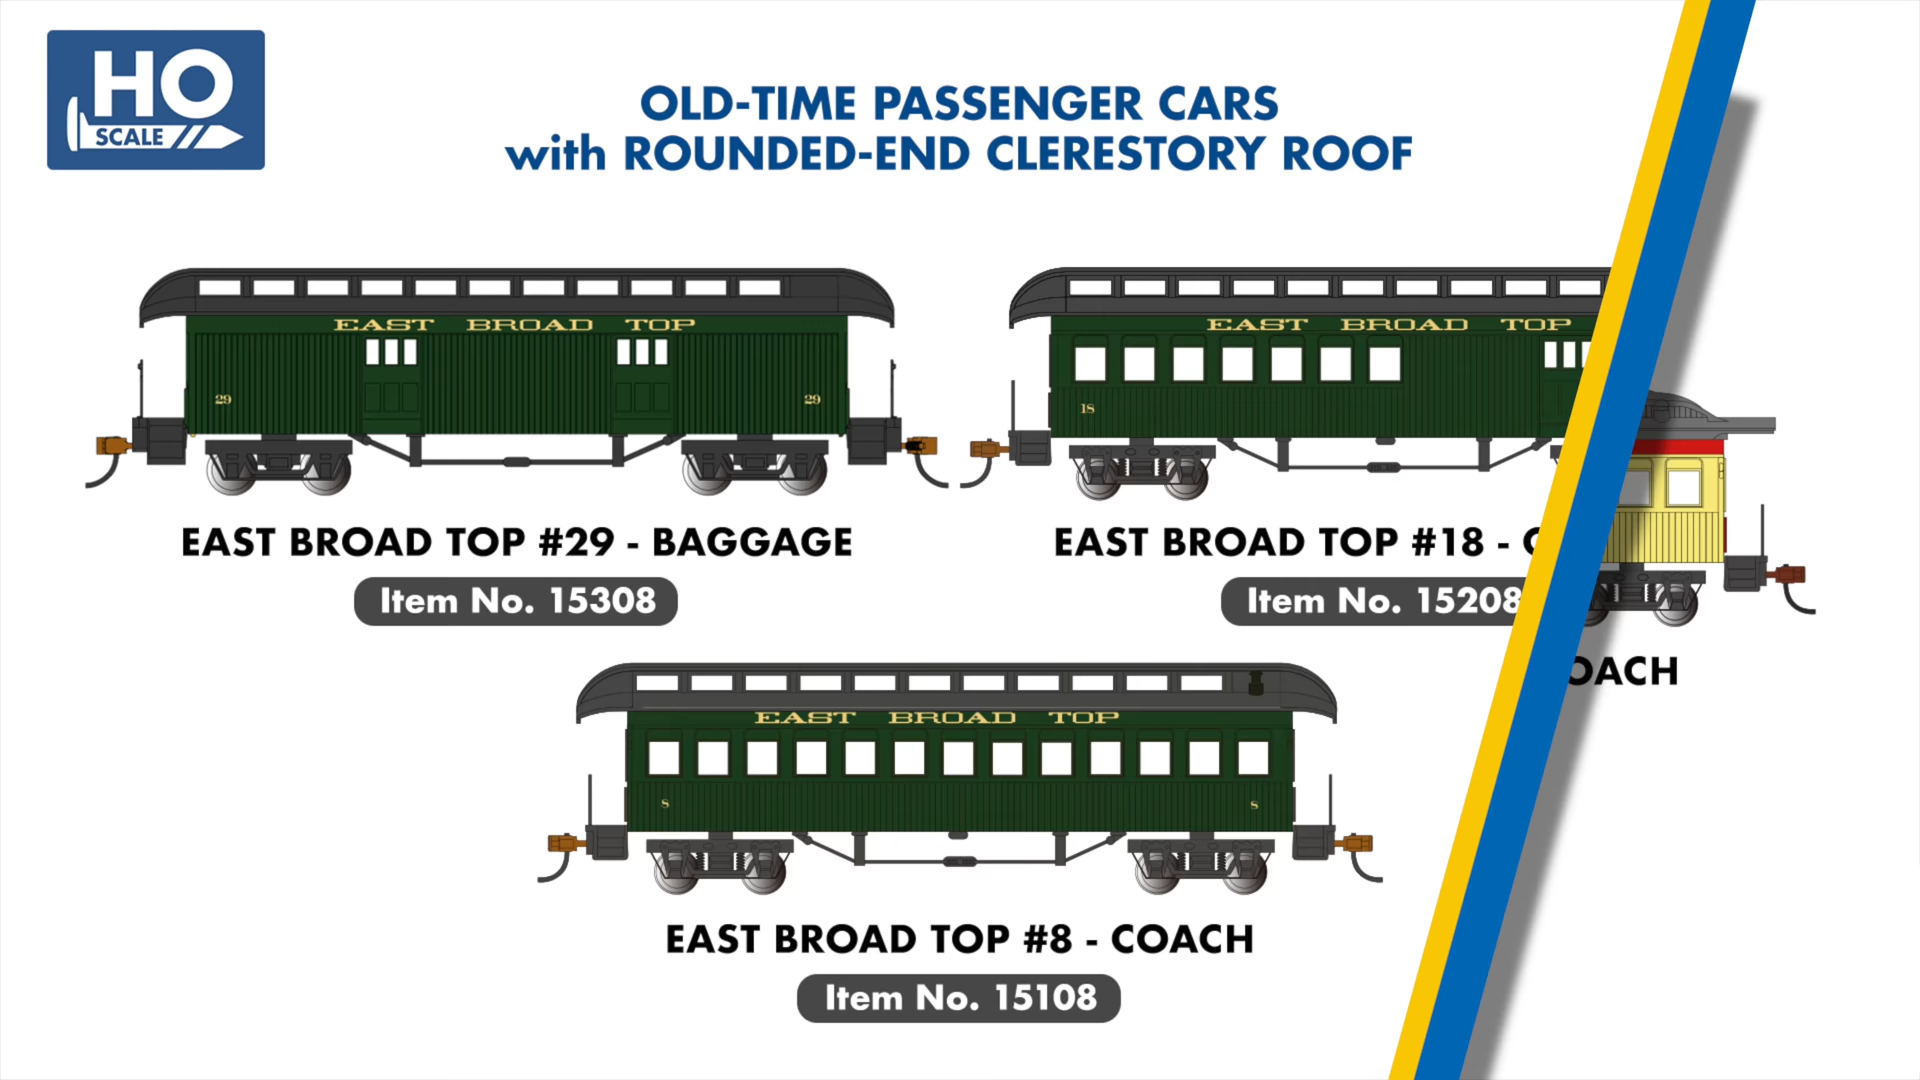 HO
SCALE
OLD-TIME PASSENGER CARS
with ROUNDED-END CLERESTORY ROOF
EAST BROAD TOP
29
29
EAST BROAD TOP #29 - BAGGAGE
Item No. 15308
EAST BROAD TOP
18
EAST BROAD TOP #18 - C
Item No. 15208
OACH
EAST BROAD TOP
8
8
EAST BROAD TOP #8 - COACH
Item No. 15108